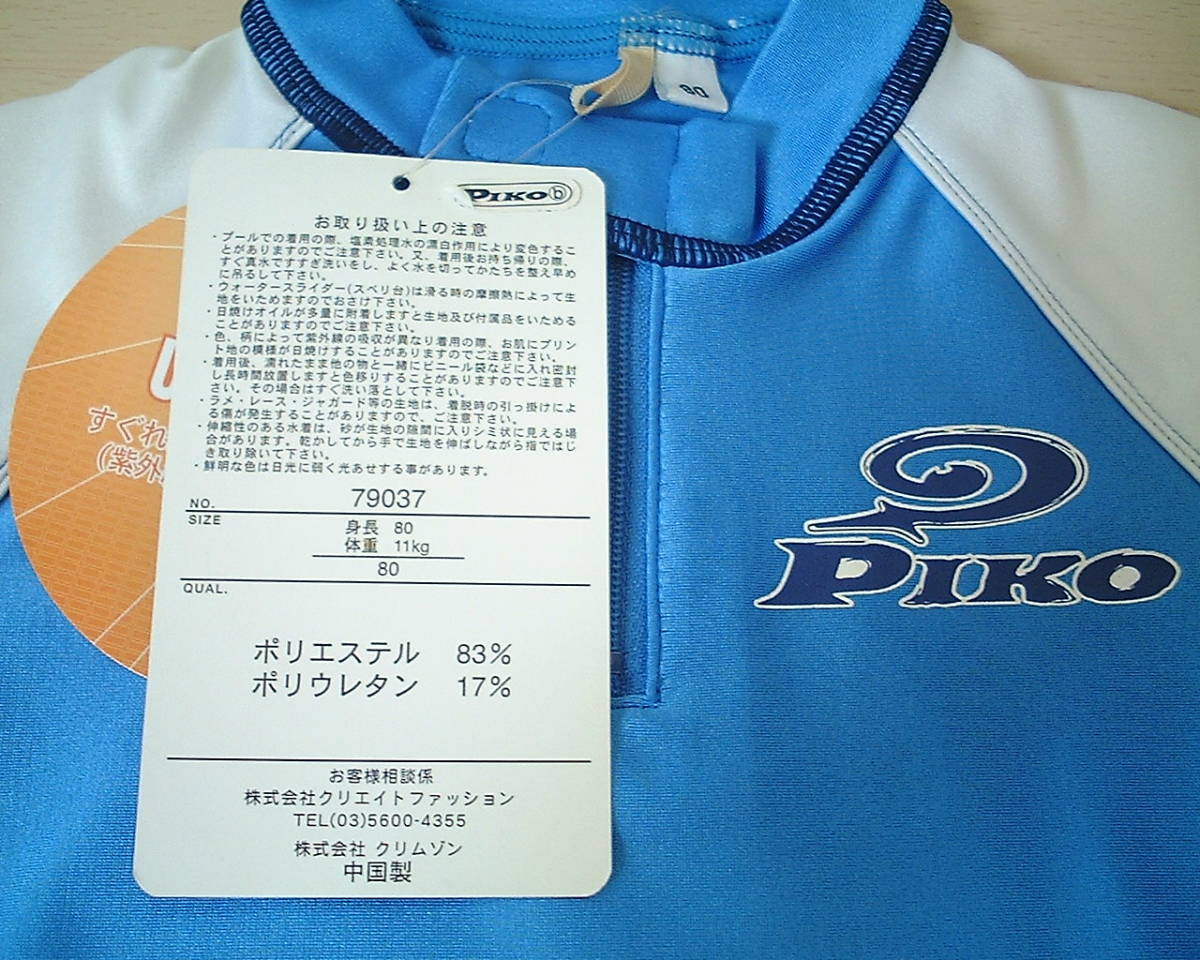 80
PIKO b
お取り扱い上の注意
・プールでの着用の際、塩素処理水の漂白作用により変色するこ
とがありますのでご注意下さい。又、着用後お持ち帰りの際、
すぐ真水ですすぎ洗いをし、よく水を切ってかたちを整え早め
に吊るして下さい。
・ウォータースライダー(スベリ台)は滑る時の摩擦熱によって生
地をいためますのでおさけ下さい。
・日焼けオイルが多量に附着しますと生地及び付属品をいためる
ことがありますのでご注意下さい。
・色、柄によって紫外線の吸収が異なり着用の際、お肌にプリン
ト地の模様が日焼けすることがありますのでご注意下さい。
・着用後、濡れたまま他の物と一緒にビニール袋などに入れ密封
し長時間放置しますと色移りすることがありますのでご注意下
さい。その場合はすぐ洗い落として下さい。
・ラメ・レース・ジャガード等の生地は、着脱時の引っ掛けによ
る傷が発生することがありますので、ご注意下さい。
・伸縮性のある水着は、砂が生地の隙間に入りシミ状に見える場
合があります。乾かしてから手で生地を伸ばしながら指ではじ
き取り除いて下さい。
・鮮明な色は日光に弱く光あせする事があります。
NO. 79037
SIZE
身長 80
体重 11kg
80
QUAL.
ポリエステル 83%
ポリウレタン 17%
お客様相談係
株式会社クリエイトファッション
TEL(03)5600-4355
株式会社 クリムゾン
中国製
U
すぐれ
(紫外
PIKO